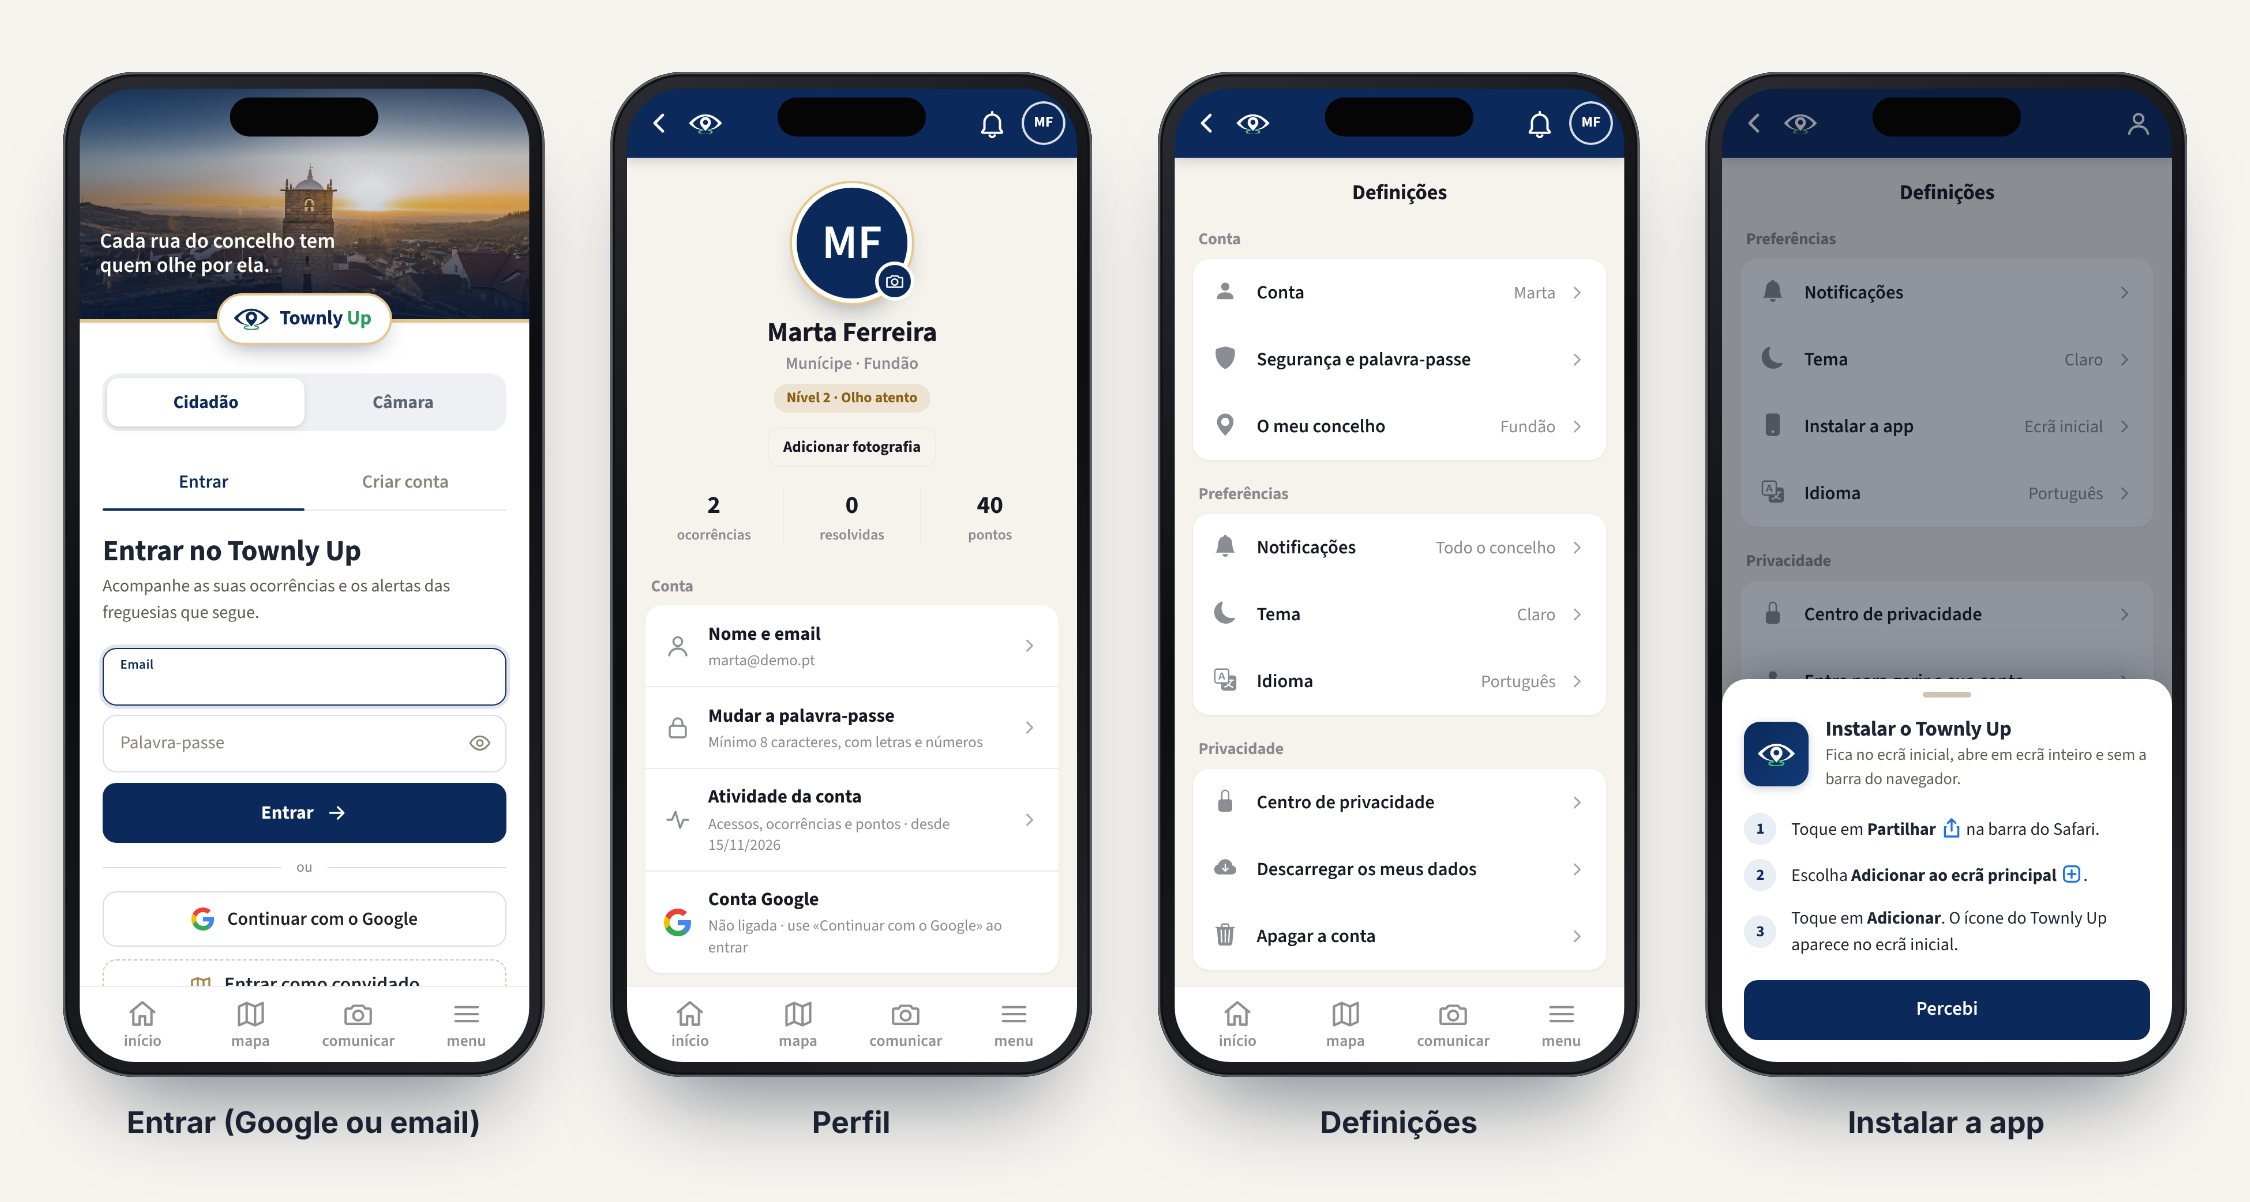 Cada rua do concelho tem
quem olhe por ela.
Townly Up
Cidadão
Câmara
Entrar
Criar conta
Entrar no Townly Up
Acompanhe as suas ocorrências e os alertas das
freguesias que segue.
Email
Palavra-passe
Entrar
ou
Continuar com o Google
Entrar como convidado
início
mapa
comunicar
menu
Entrar (Google ou email)
MF
MF
Marta Ferreira
Munícipe · Fundão
Nível 2 · Olho atento
Adicionar fotografia
2
ocorrências
0
resolvidas
40
pontos
Conta
Nome e email
marta@demo.pt
Mudar a palavra-passe
Mínimo 8 caracteres, com letras e números
Atividade da conta
Acessos, ocorrências e pontos · desde
15/11/2026
Conta Google
Não ligada · use «Continuar com o Google» ao
entrar
início
mapa
comunicar
menu
Perfil
MF
Definições
Conta
Conta
Marta
Segurança e palavra-passe
O meu concelho
Fundão
Preferências
Notificações
Todo o concelho
Tema
Claro
Idioma
Português
Privacidade
Centro de privacidade
Descarregar os meus dados
Apagar a conta
início
mapa
comunicar
menu
Definições
Definições
Preferências
Notificações
Tema
Claro
Instalar a app
Ecrã inicial
Idioma
Português
Privacidade
Centro de privacidade
Instalar o Townly Up
Fica no ecrã inicial, abre em ecrã inteiro e sem a
barra do navegador.
1
Toque em Partilhar na barra do Safari.
2
Escolha Adicionar ao ecrã principal .
3
Toque em Adicionar. O ícone do Townly Up
aparece no ecrã inicial.
Percebi
Instalar a app